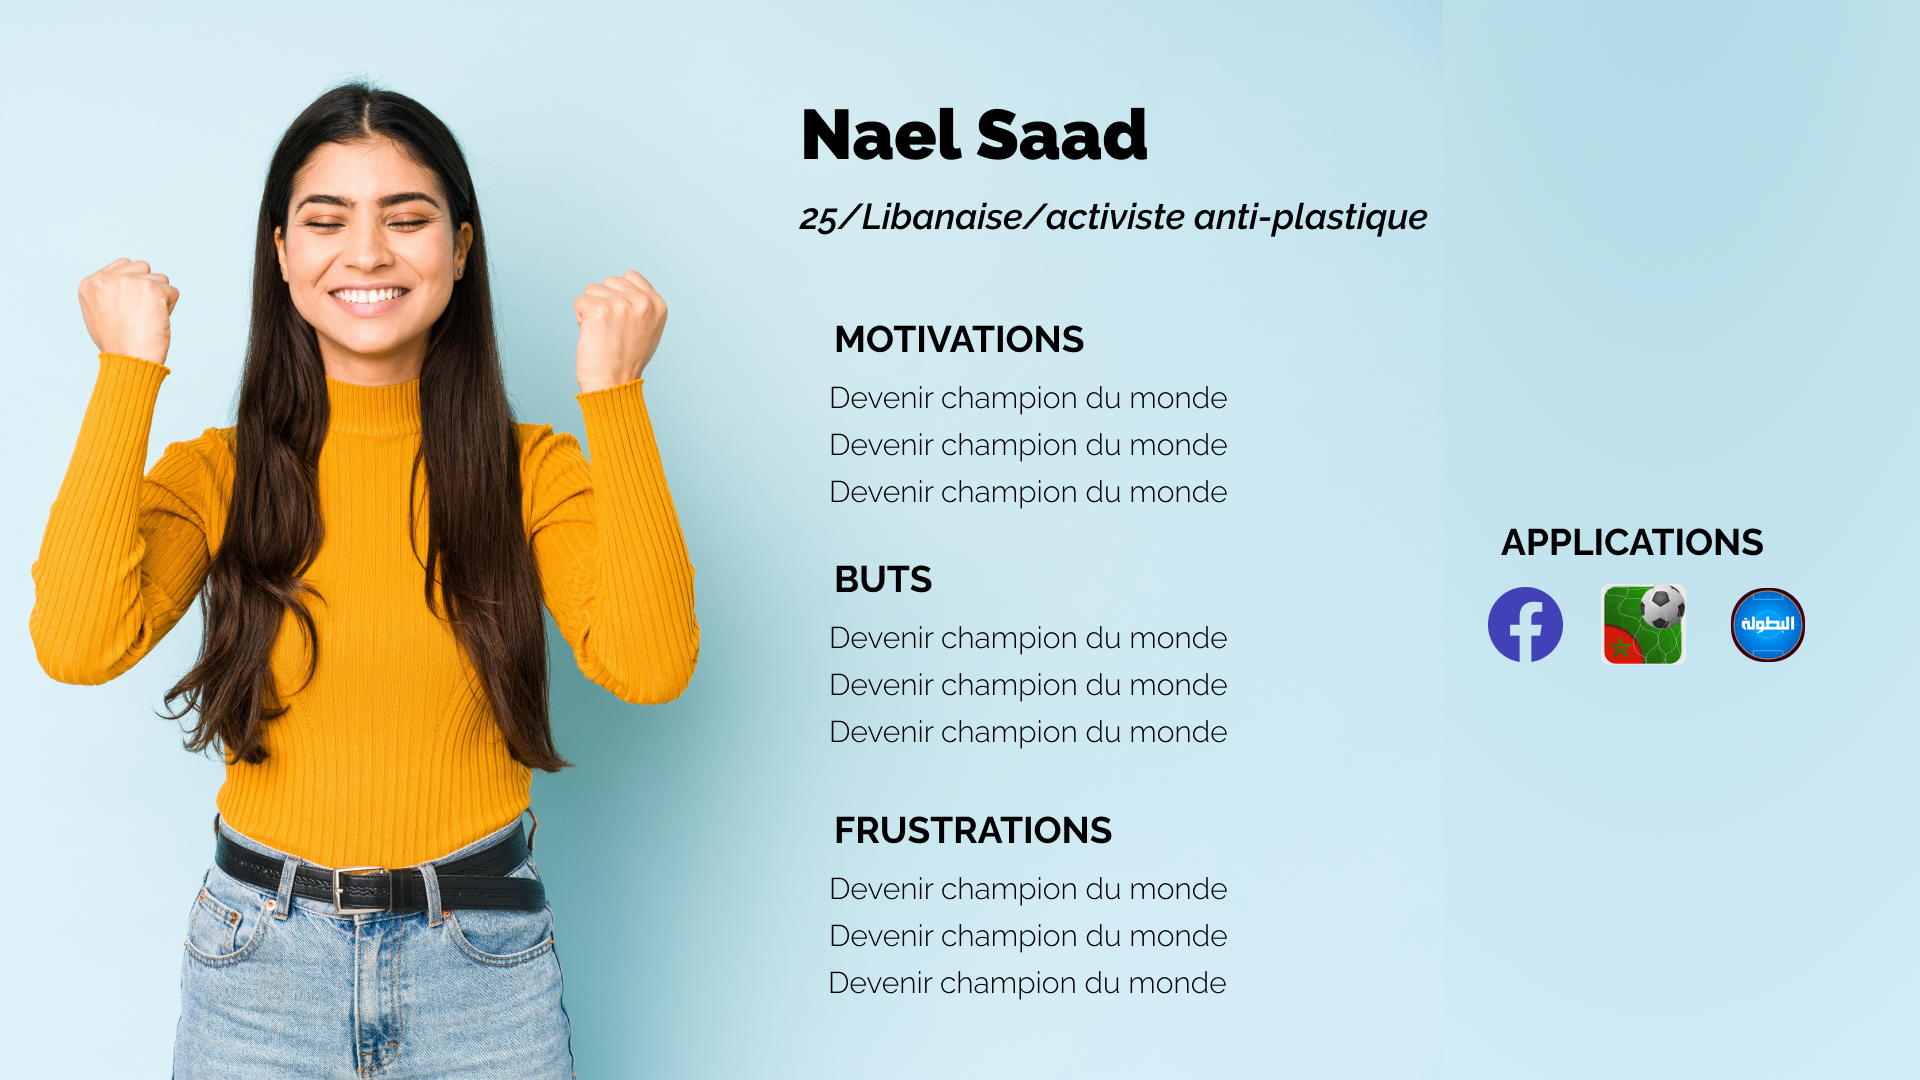 Nael Saad
25/Libanaise/activiste anti-plastique
MOTIVATIONS
Devenir champion du monde
Devenir champion du monde
Devenir champion du monde
BUTS
Devenir champion du monde
Devenir champion du monde
Devenir champion du monde
FRUSTRATIONS
Devenir champion du monde
Devenir champion du monde
Devenir champion du monde
APPLICATIONS
البطولة